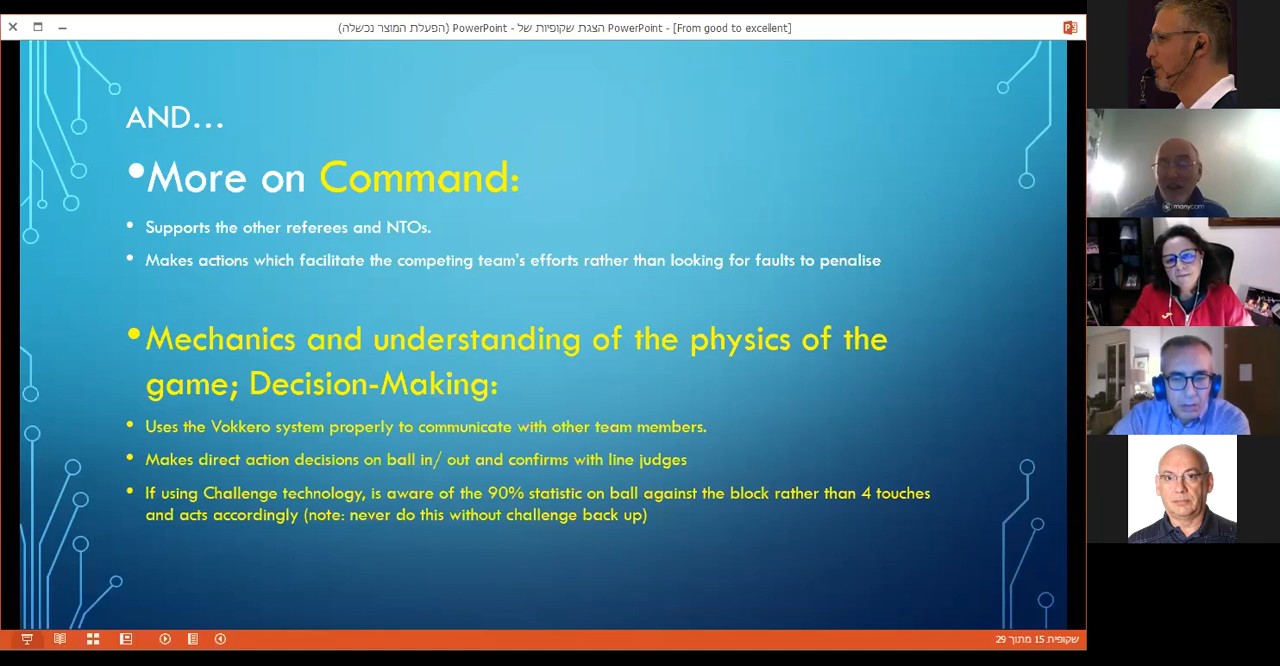 הצגת שקופיות של PowerPoint - (הפעלת המוצר נכשלה) PowerPoint - [From good to excellent]
AND...
•More on Command:
• Supports the other referees and NTOs.
• Makes actions which facilitate the competing team's efforts rather than looking for faults to penalise
•Mechanics and understanding of the physics of the
game; Decision-Making:
• Uses the Vokkero system properly to communicate with other team members.
• Makes direct action decisions on ball in/ out and confirms with line judges
• If using Challenge technology, is aware of the 90% statistic on ball against the block rather than 4 touches
and acts accordingly (note: never do this without challenge back up)
שקופית 15 מתוך 29
manycam